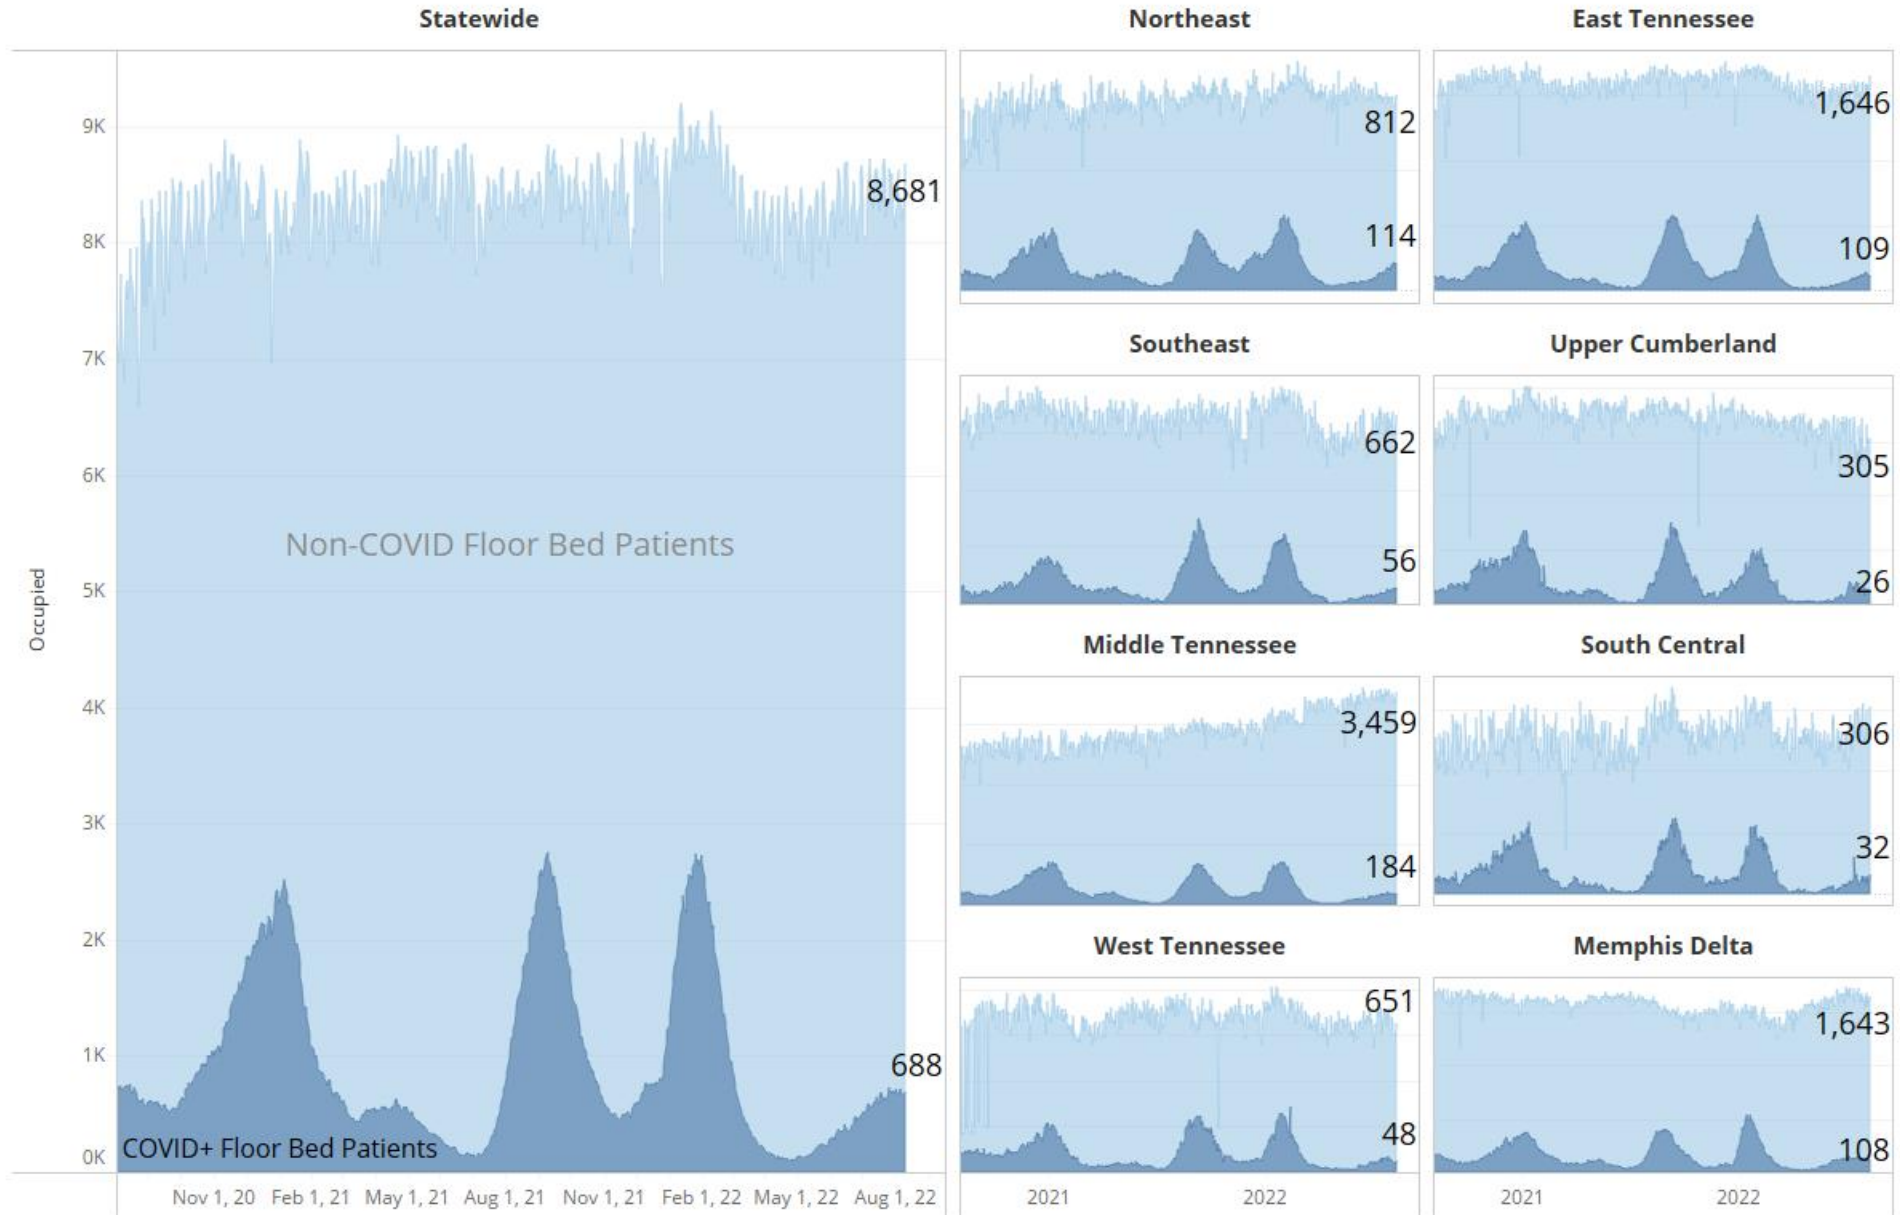 Statewide
Occupied
9K
8K
7K
6K
5K
4K
3K
2K
1K
0K
8,681
Non-COVID Floor Bed Patients
688
COVID+ Floor Bed Patients
Nov 1, 20 Feb 1, 21 May 1, 21 Aug 1, 21 Nov 1, 21 Feb 1, 22 May 1, 22 Aug 1, 22
Northeast
812
114
East Tennessee
1,646
109
Southeast
662
56
Upper Cumberland
305
26
Middle Tennessee
3,459
184
South Central
306
32
West Tennessee
651
48
2021 2022
Memphis Delta
1,643
108
2021 2022